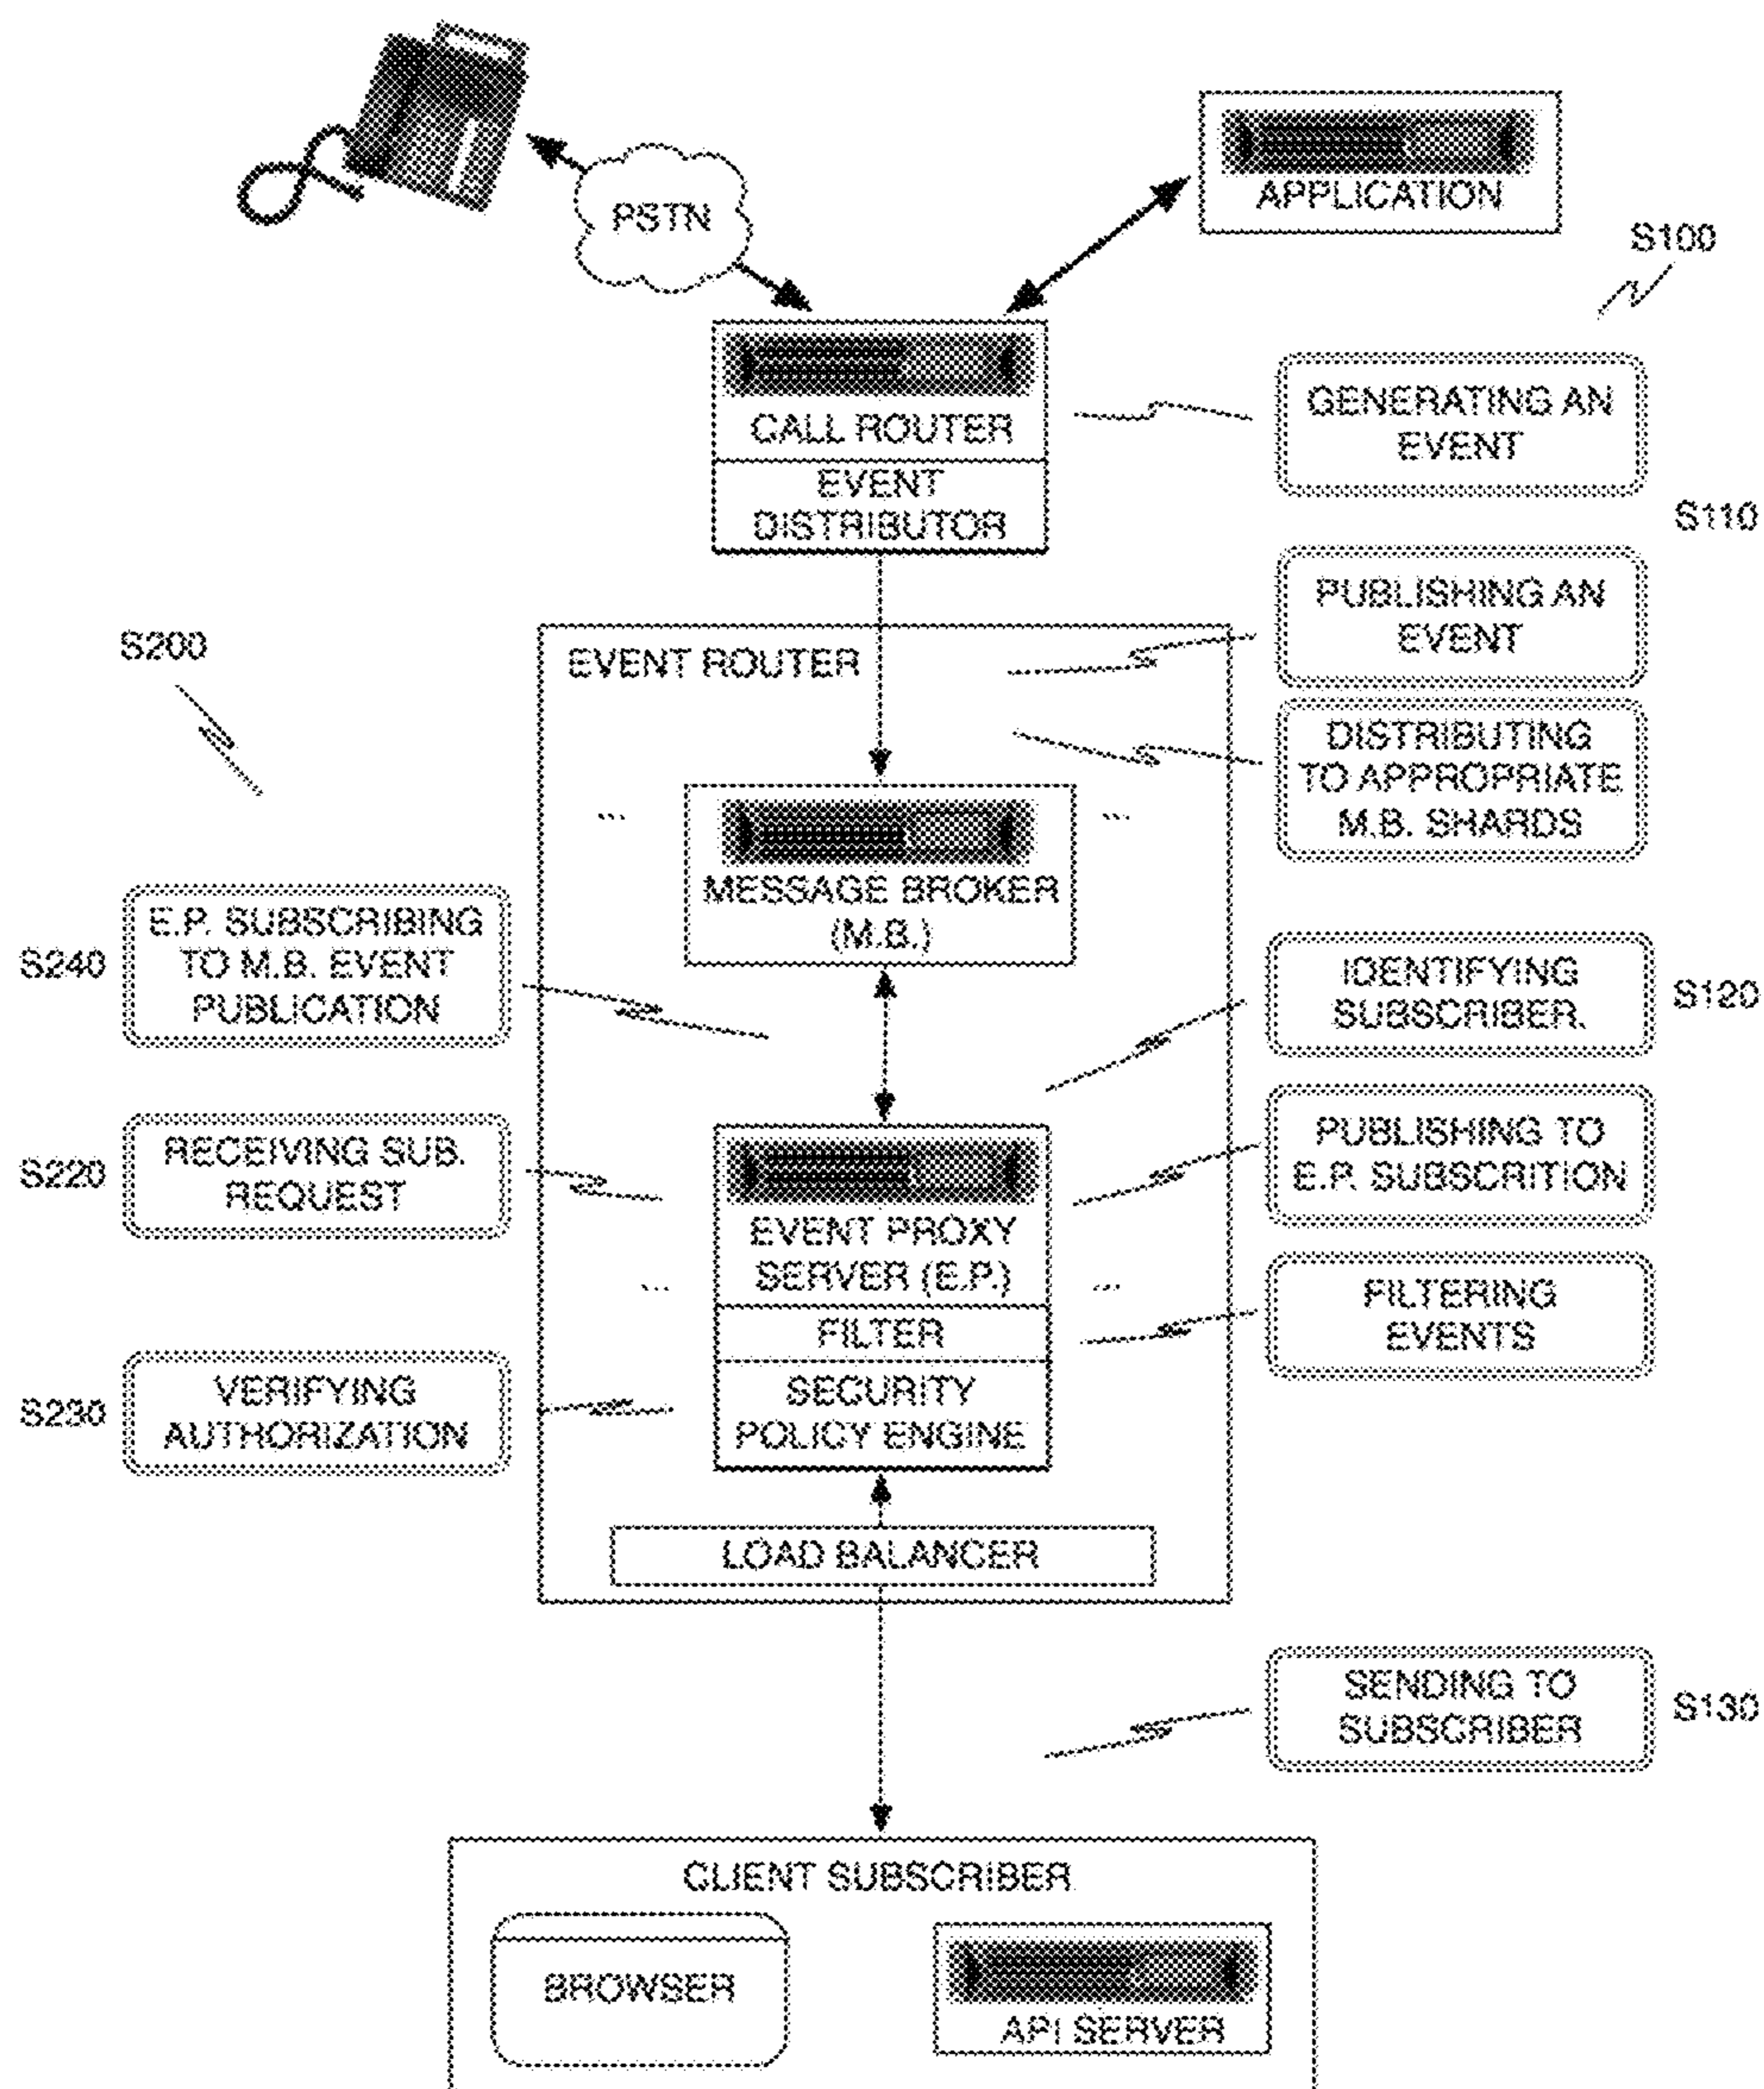 PSTN
APPLICATION
S100
CALL ROUTER
EVENT
DISTRIBUTOR
GENERATING AN
EVENT
S110
PUBLISHING AN
EVENT
S200
EVENT ROUTER
DISTRIBUTING
TO APPROPRIATE
M.B. SHARDS
MESSAGE BROKER
(M.B.)
S240
E.P. SUBSCRIBING
TO M.B. EVENT
PUBLICATION
IDENTIFYING
SUBSCRIBER.
S120
S220
RECEIVING SUB.
REQUEST
PUBLISHING TO
E.P. SUBSCRITION
EVENT PROXY
SERVER (E.P.)
FILTER
SECURITY
POLICY ENGINE
FILTERING
EVENTS
S230
VERIFYING
AUTHORIZATION
LOAD BALANCER
SENDING TO
SUBSCRIBER
S130
CLIENT SUBSCRIBER
BROWSER
API SERVER